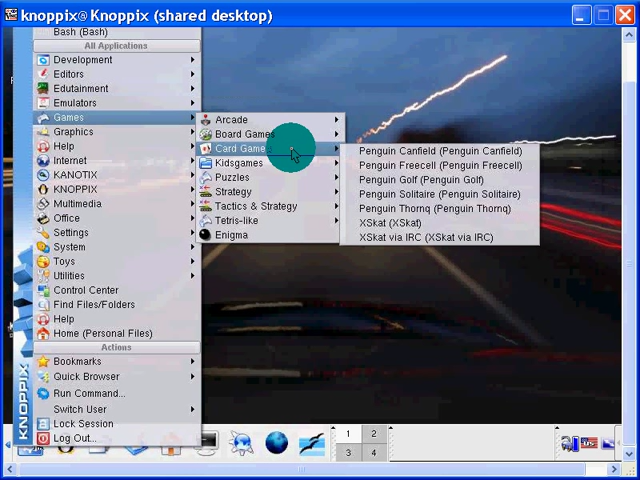 knoppix@Knoppix (shared desktop)
Bash (Bash)
All Applications
Development
Editors
Edutainment
Emulators
Games
Graphics
Help
Internet
KANOTIX
KNOPPIX
Multimedia
Office
Settings
System
Toys
Utilities
Control Center
Find Files/Folders
Help
Home (Personal Files)
Actions
Bookmarks
Quick Browser
Run Command...
Switch User
Lock Session
Log Out...
KNOPPIX
Arcade
Board Games
Card Game
Kidsgames
Puzzles
Strategy
Tactics & Strategy
Tetris-like
Enigma
Penguin Canfield (Penguin Canfield)
Penguin Freecell (Penguin Freecell)
Penguin Golf (Penguin Golf)
Penguin Solitaire (Penguin Solitaire)
Penguin Thornq (Penguin Thornq)
XSkat (XSkat)
XSkat via IRC (XSkat via IRC)
1 2
3 4